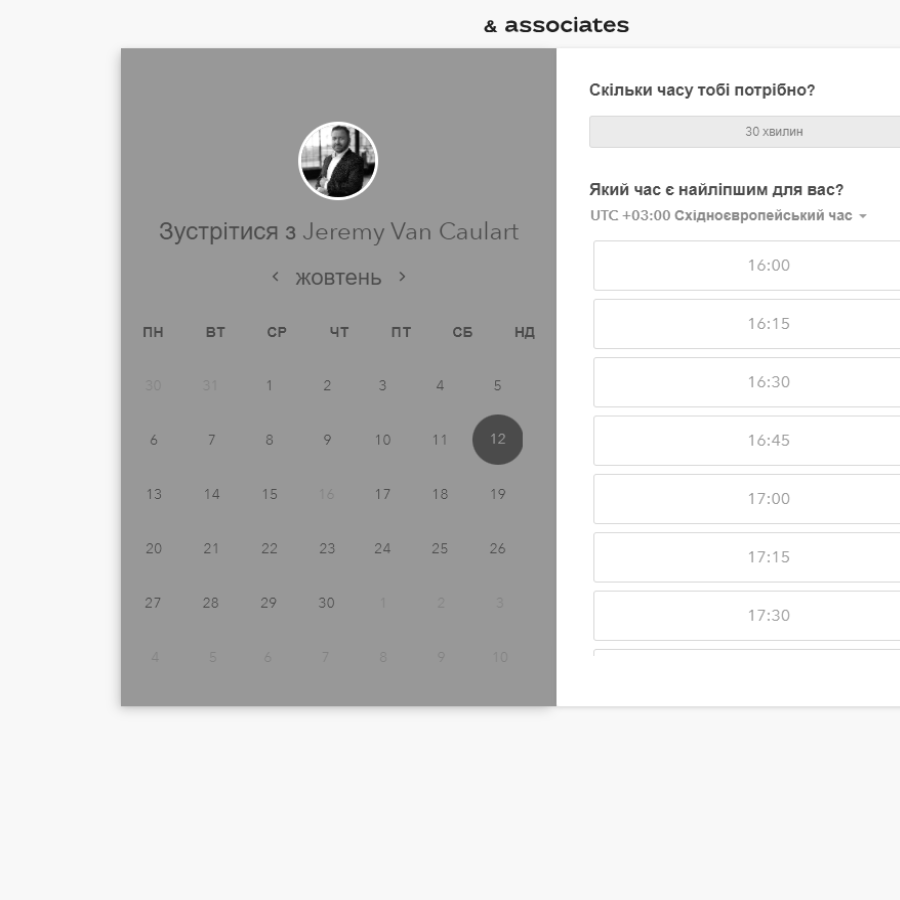 & associates
Зустрітися з Jeremy Van Caulart
жовтень
ПН ВТ СР ЧТ ПТ СБ НД
30 31 1 2 3 4 5
6 7 8 9 10 11 12
13 14 15 16 17 18 19
20 21 22 23 24 25 26
27 28 29 30 1 2 3
4 5 6 7 8 9 10
Скільки часу тобі потрібно?
30 хвилин
Який час є найліпшим для вас?
UTC +03:00 Східноєвропейський час
16:00
16:15
16:30
16:45
17:00
17:15
17:30